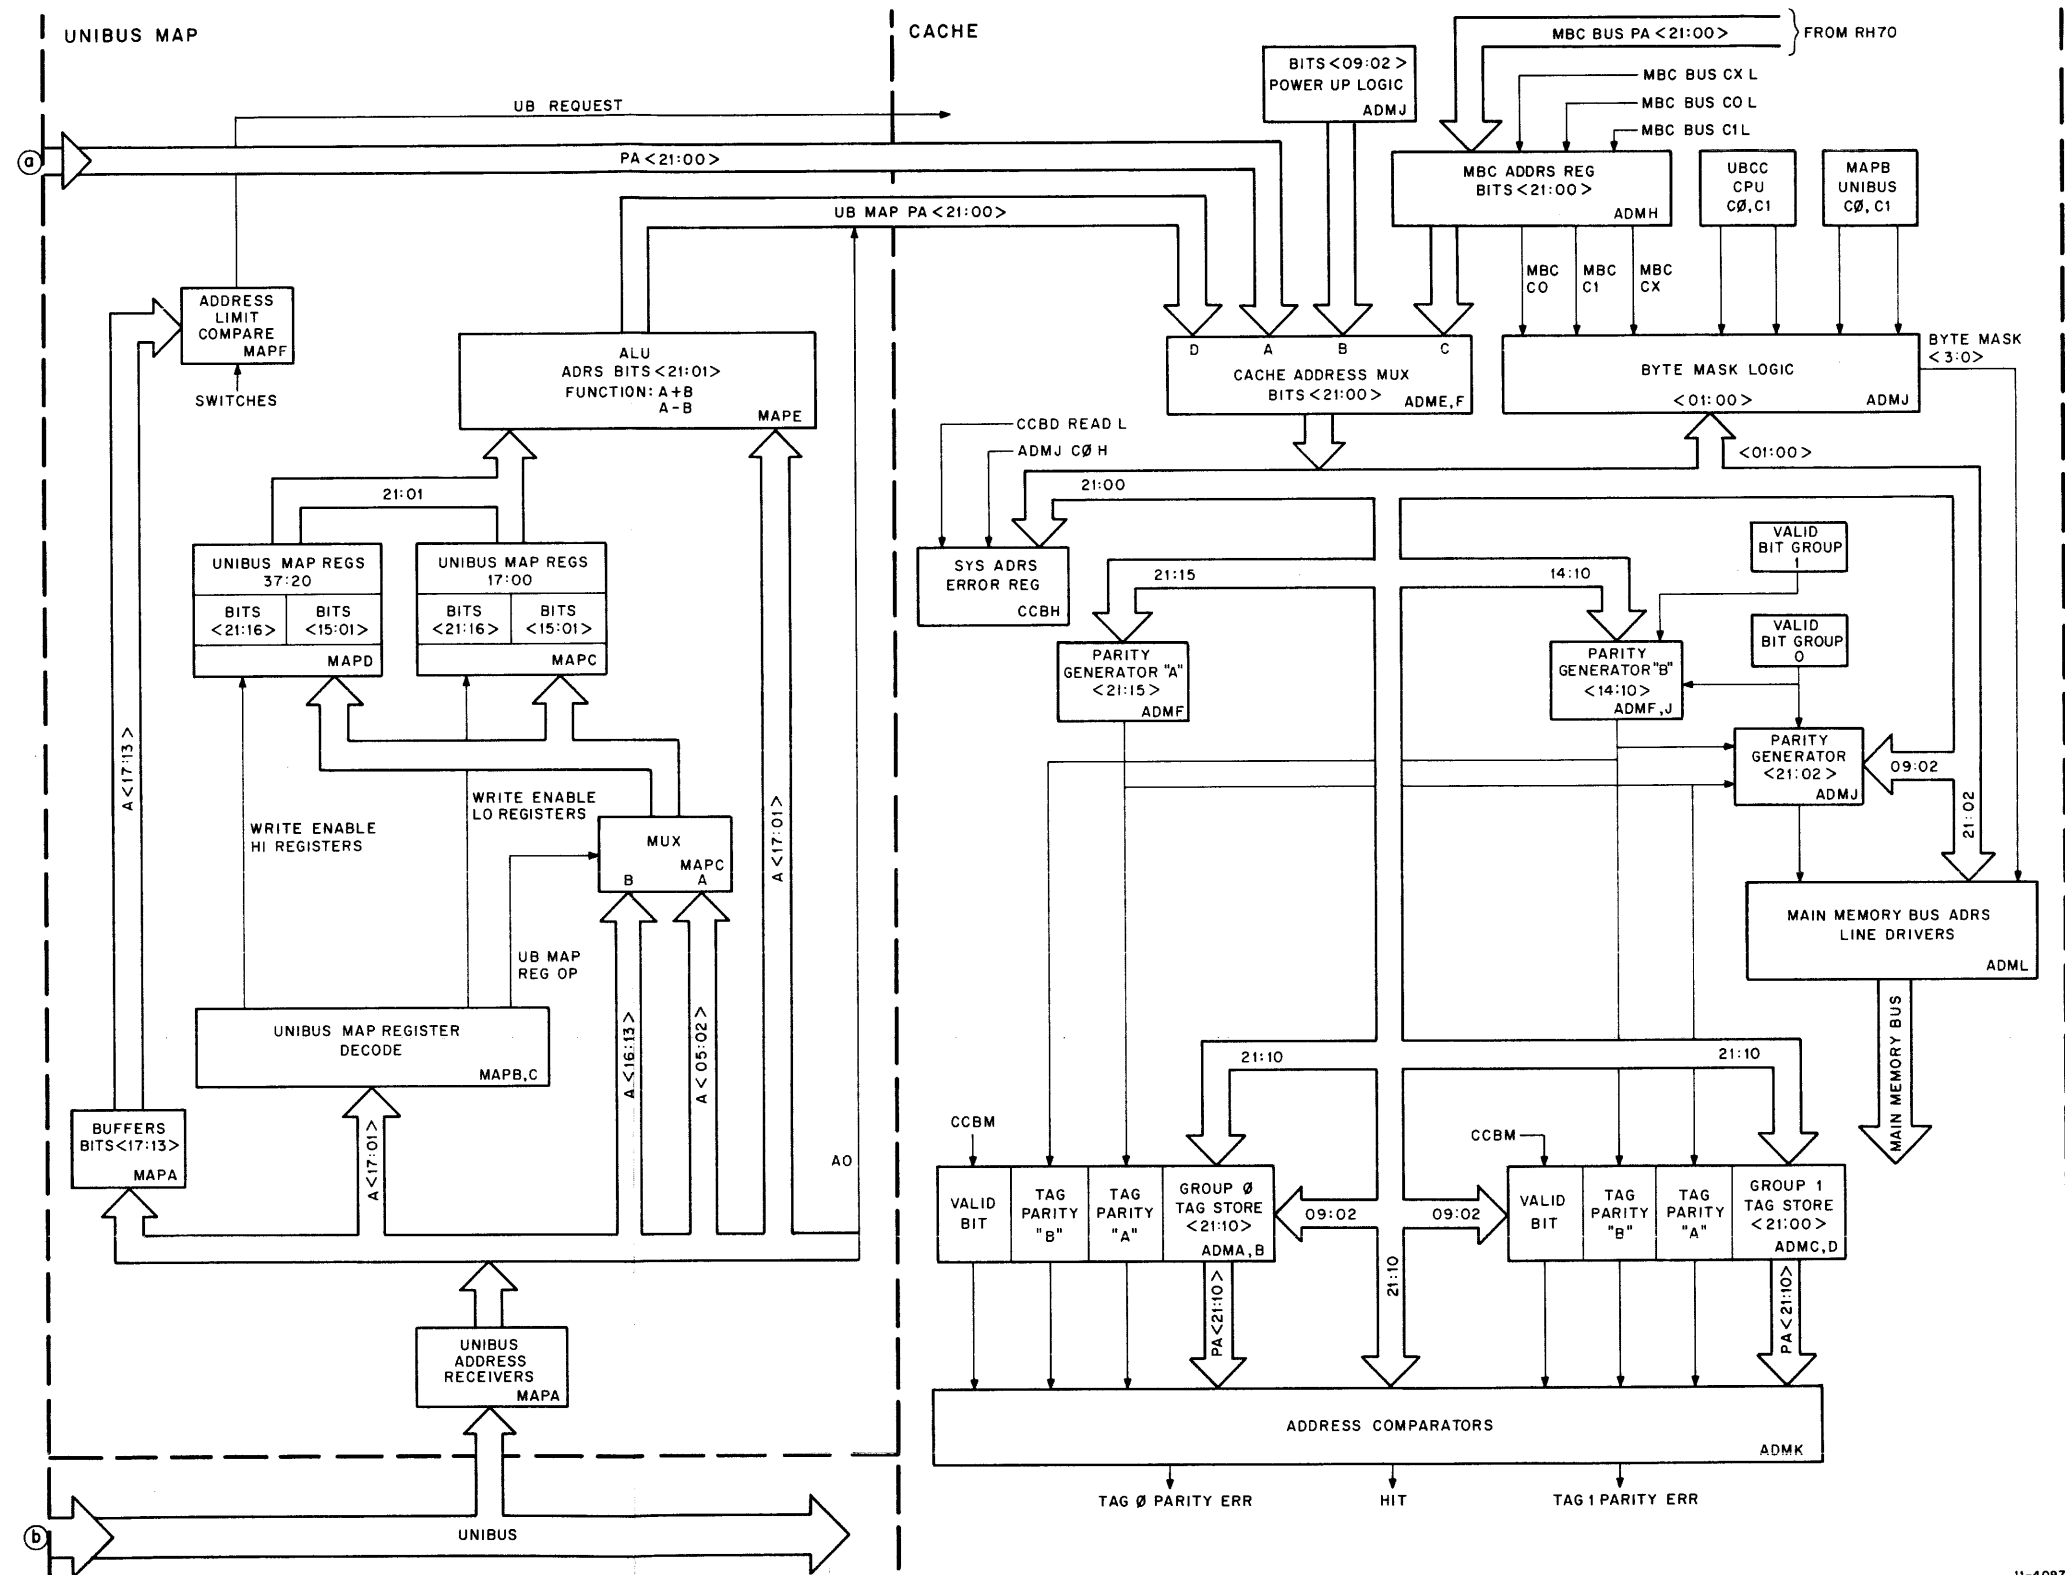 UNIBUS MAP
CACHE
MBC BUS PA <21:00>
FROM RH70
BITS <09:02>
POWER UP LOGIC
ADMJ
MBC BUS CX L
MBC BUS CO L
MBC BUS C1L
UB REQUEST
a
PA <21:00>
UB MAP PA <21:00>
MBC ADDRS REG
BITS <21:00>
ADMH
UBCC
CPU
CØ,C1
MAPB
UNIBUS
CØ, C1
MBC
CO
MBC
C1
MBC
CX
ADDRESS
LIMIT
COMPARE
MAPF
SWITCHES
ALU
ADRS BITS <21:01>
FUNCTION: A+B
A-B
MAPE
D
A
B
C
CACHE ADDRESS MUX
BITS <21:00>
ADME,F
BYTE MASK LOGIC
<01:00>
ADMJ
BYTE MASK
<3:0>
CCBD READ L
ADMJ CØ H
21:00
<01:00>
21:01
UNIBUS MAP REGS
37:20
BITS
<21:16>
BITS
<15:01>
MAPD
UNIBUS MAP REGS
17:00
BITS
<21:16>
BITS
<15:01>
MAPC
SYS ADRS
ERROR REG
CCBH
21:15
14:10
VALID
BIT GROUP
1
VALID
BIT GROUP
0
PARITY
GENERATOR "A"
<21:15>
ADMF
PARITY
GENERATOR "B"
<14:10>
ADMF,J
PARITY
GENERATOR
<21:02>
ADMJ
09:02
21:02
A <17:13>
WRITE ENABLE
HI REGISTERS
WRITE ENABLE
LO REGISTERS
MUX
MAPC
B
A
A <17:01>
UB MAP
REG OP
A <16:13>
A <05:02>
MAIN MEMORY BUS ADRS
LINE DRIVERS
ADML
MAIN MEMORY BUS
UNIBUS MAP REGISTER
DECODE
MAPB,C
21:10
21:10
BUFFERS
BITS<17:13>
MAPA
A <17:01>
AO
CCBM
CCBM
VALID
BIT
TAG
PARITY
"B"
TAG
PARITY
"A"
GROUP Ø
TAG STORE
<21:10>
ADMA,B
09:02
09:02
VALID
BIT
TAG
PARITY
"B"
TAG
PARITY
"A"
GROUP 1
TAG STORE
<21:00>
ADMC,D
PA <21:10>
21:10
PA <21:10>
UNIBUS
ADDRESS
RECEIVERS
MAPA
ADDRESS COMPARATORS
ADMK
TAG Ø PARITY ERR
HIT
TAG 1 PARITY ERR
b
UNIBUS